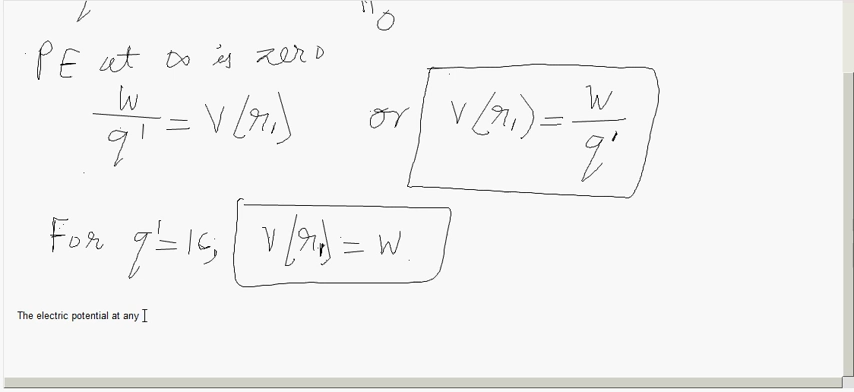 PE at ∞ is zero
W/q' = V(r₁) or V(r₁) = W/q'
For q' = 1C, V(r₁) = W.
The electric potential at any